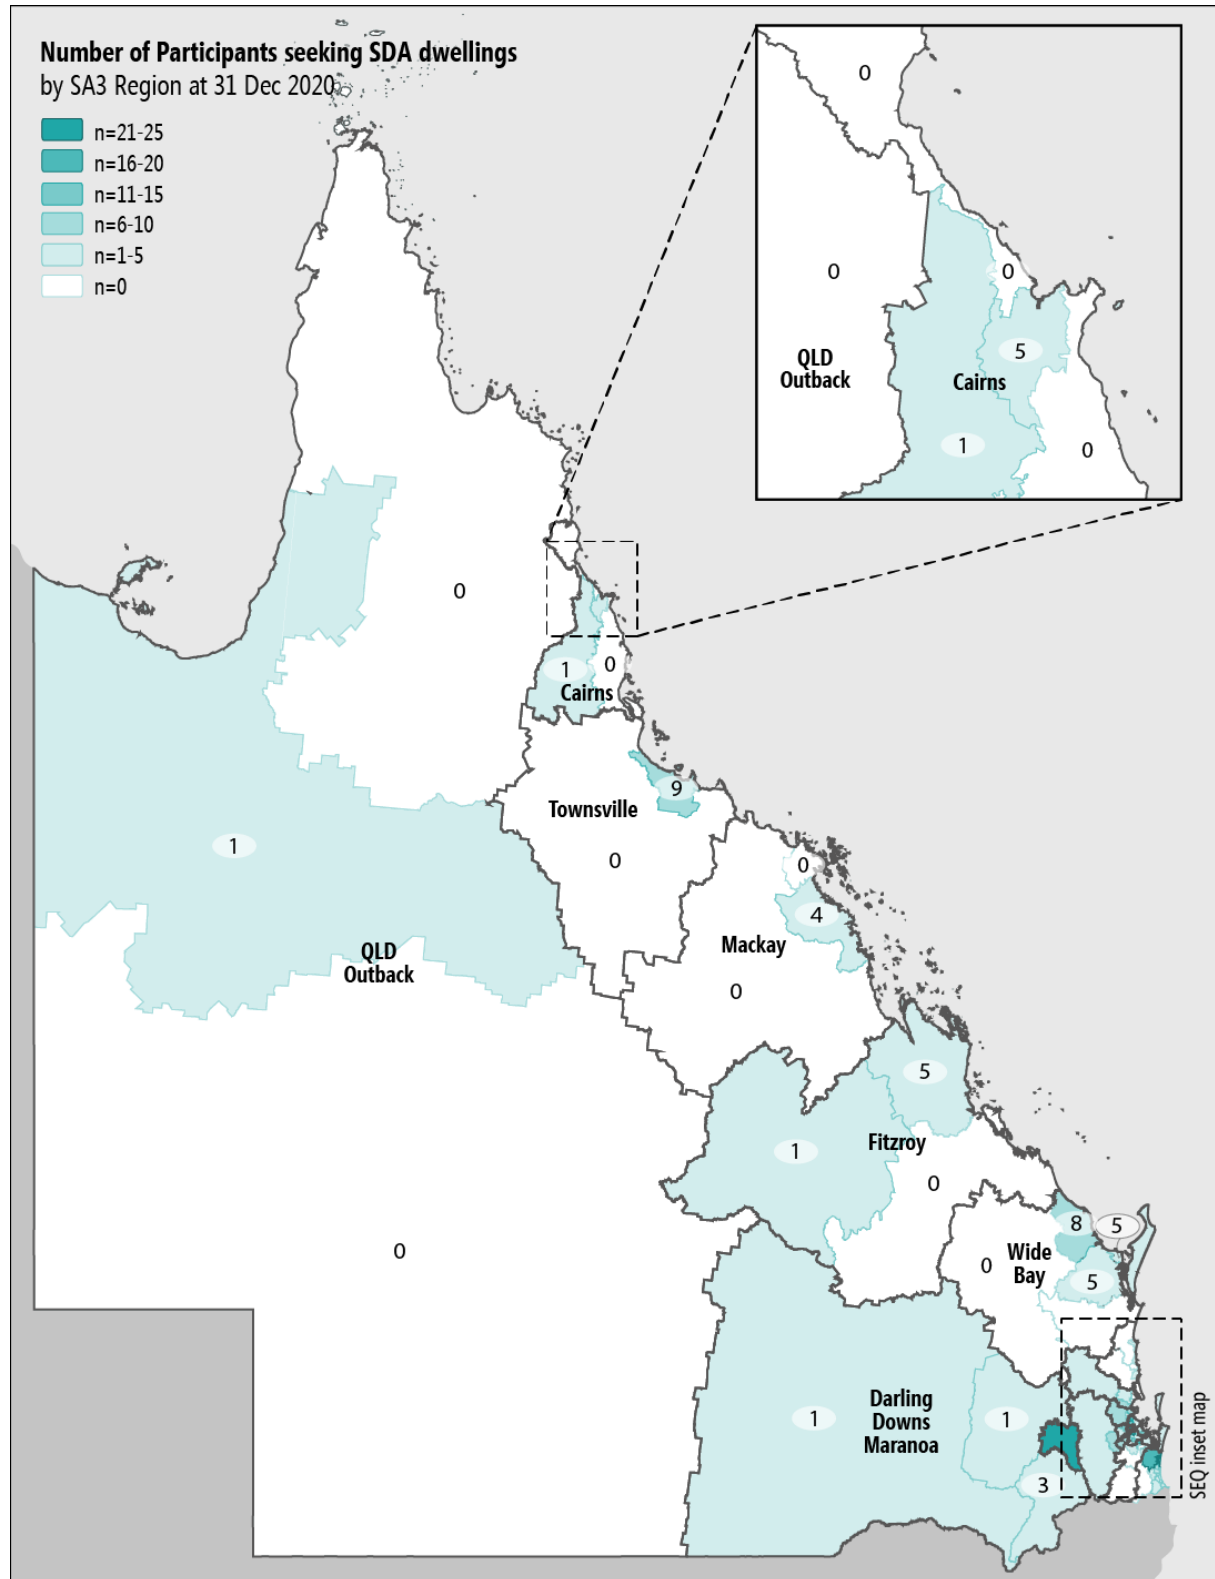 Number of Participants seeking SDA dwellings
by SA3 Region at 31 Dec 2020
n=21-25
n=16-20
n=11-15
n=6-10
n=1-5
n=0
0
0
0
QLD
Outback
5
Cairns
1
0
0
1
0
Cairns
9
Townsville
0
1
0
4
Mackay
QLD
Outback
0
5
1
Fitzroy
0
8
5
0
Wide
Bay
5
0
Darling
Downs
Maranoa
1
1
3
SEQ inset map